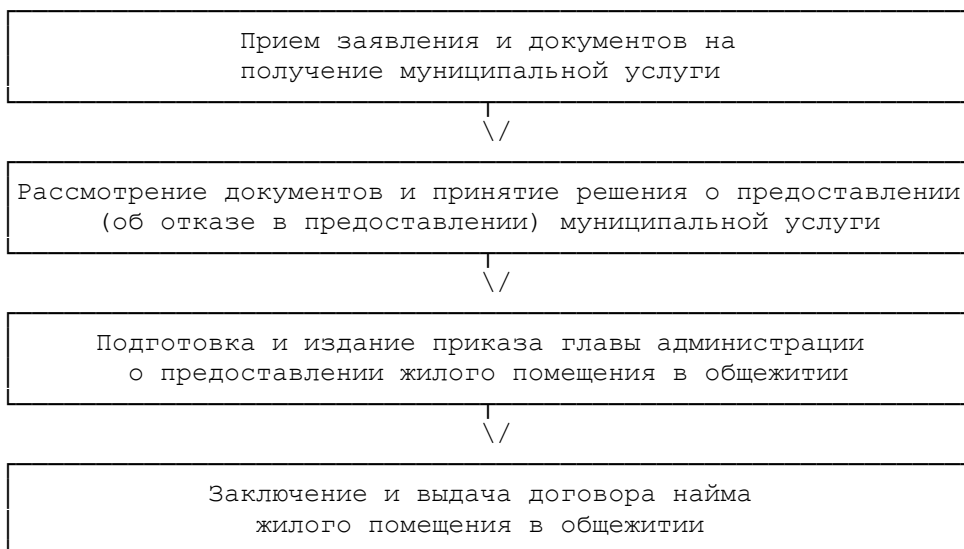 Прием заявления и документов на
получение муниципальной услуги
\/
Рассмотрение документов и принятие решения о предоставлении
(об отказе в предоставлении) муниципальной услуги
\/
Подготовка и издание приказа главы администрации
о предоставлении жилого помещения в общежитии
\/
Заключение и выдача договора найма
жилого помещения в общежитии